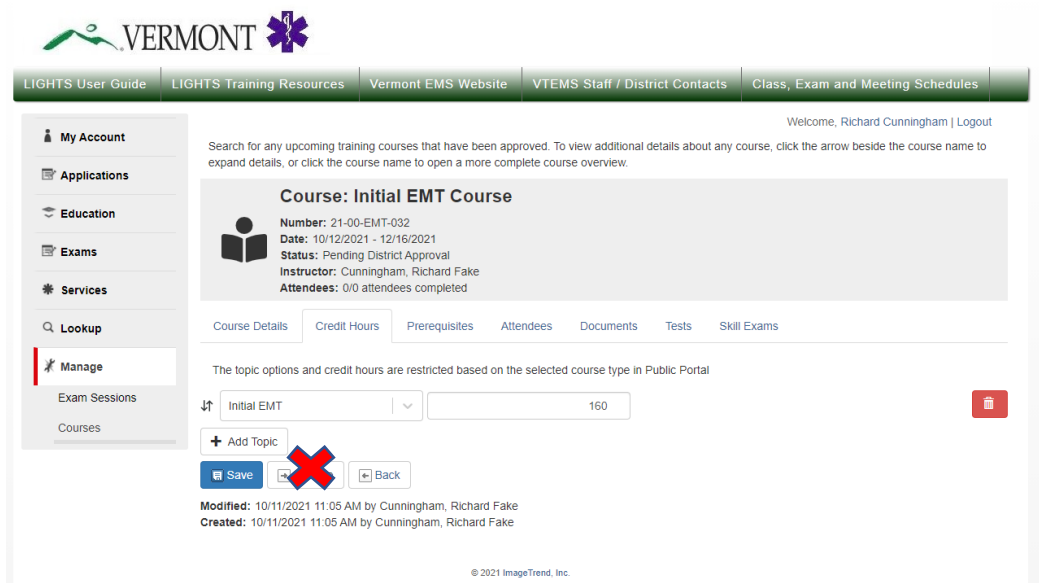 VERMONT
LIGHTS User Guide LIGHTS Training Resources Vermont EMS Website VTEMS Staff / District Contacts Class, Exam and Meeting Schedules
Welcome, Richard Cunningham | Logout
My Account
Applications
Education
Exams
Services
Lookup
Manage
Exam Sessions
Courses
Search for any upcoming training courses that have been approved. To view additional details about any course, click the arrow beside the course name to
expand details, or click the course name to open a more complete course overview.
Course: Initial EMT Course
Number: 21-00-EMT-032
Date: 10/12/2021 - 12/16/2021
Status: Pending District Approval
Instructor: Cunningham, Richard Fake
Attendees: 0/0 attendees completed
Course Details Credit Hours Prerequisites Attendees Documents Tests Skill Exams
The topic options and credit hours are restricted based on the selected course type in Public Portal
Initial EMT 160
Add Topic
Save Back
Modified: 10/11/2021 11:05 AM by Cunningham, Richard Fake
Created: 10/11/2021 11:05 AM by Cunningham, Richard Fake
© 2021 ImageTrend, Inc.